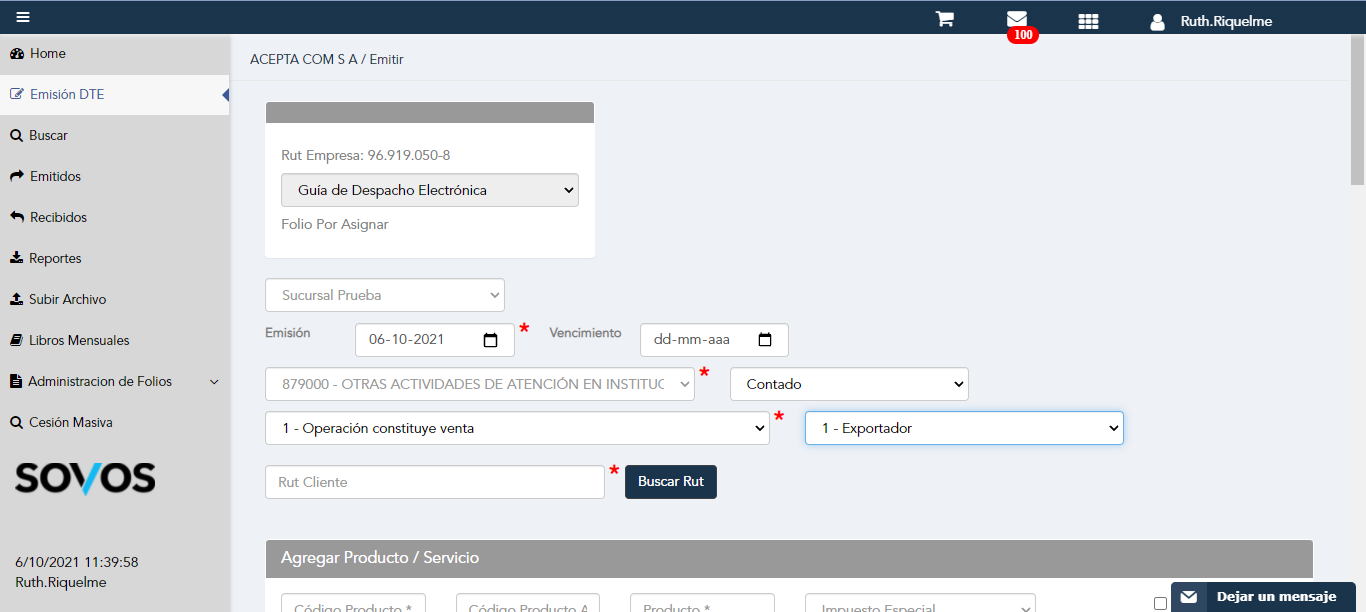 100
Ruth.Riquelme
Home
Emisión DTE
Buscar
Emitidos
Recibidos
Reportes
Subir Archivo
Libros Mensuales
Administracion de Folios
Cesión Masiva
SOVOS
6/10/2021 11:39:58
Ruth.Riquelme
ACEPTA COM S A / Emitir
Rut Empresa: 96.919.050-8
Guía de Despacho Electrónica
Folio Por Asignar
Sucursal Prueba
Emisión 06-10-2021 * Vencimiento dd-mm-aaa
879000 - OTRAS ACTIVIDADES DE ATENCIÓN EN INSTITUC * Contado
1 - Operación constituye venta * 1 - Exportador
Rut Cliente * Buscar Rut
Agregar Producto / Servicio
Código Producto * Código Producto A Producto * Impuesto Especial
Dejar un mensaje